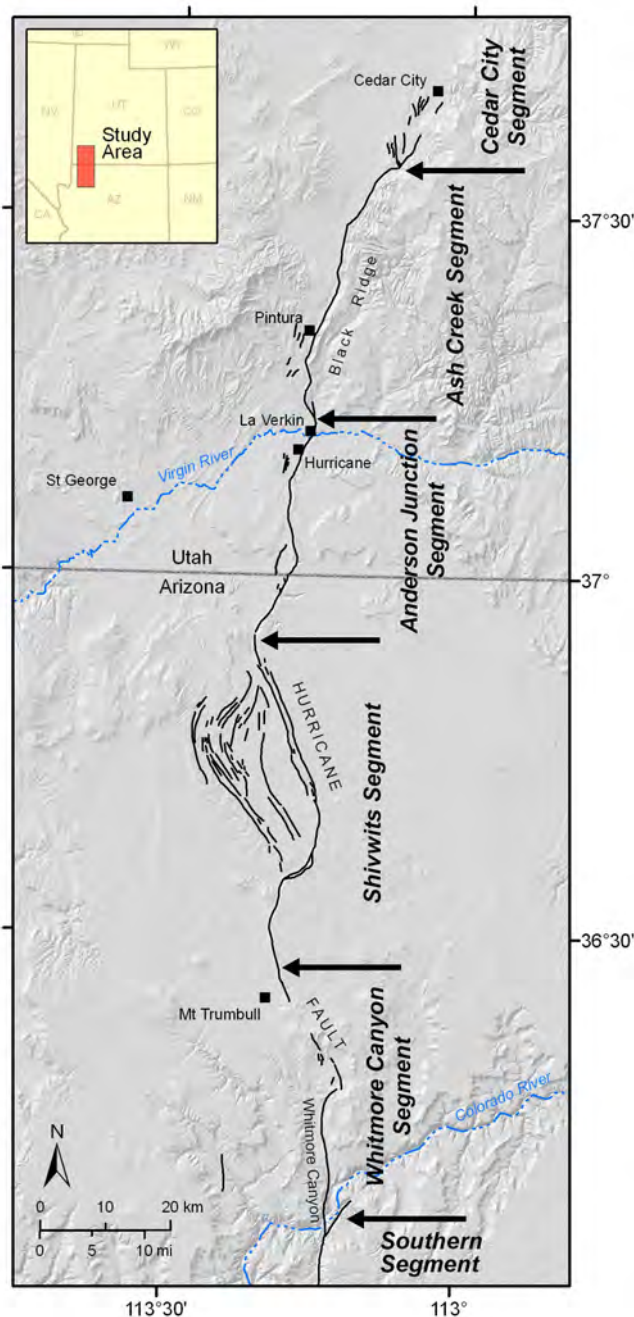 WY
NV
UT
CO
Study
Area
CA
AZ
NM
Cedar City
Cedar City
Segment
37°30'
Ash Creek Segment
Black Ridge
Pintura
La Verkin
Hurricane
Virgin River
St George
Anderson Junction
Segment
Utah
Arizona
37°
HURRICANE
Shivwits Segment
36°30'
Mt Trumbull
FAULT
Whitmore Canyon
Segment
Colorado River
Whitmore Canyon
N
0 10 20 km
0 5 10 mi
Southern
Segment
113°30'
113°